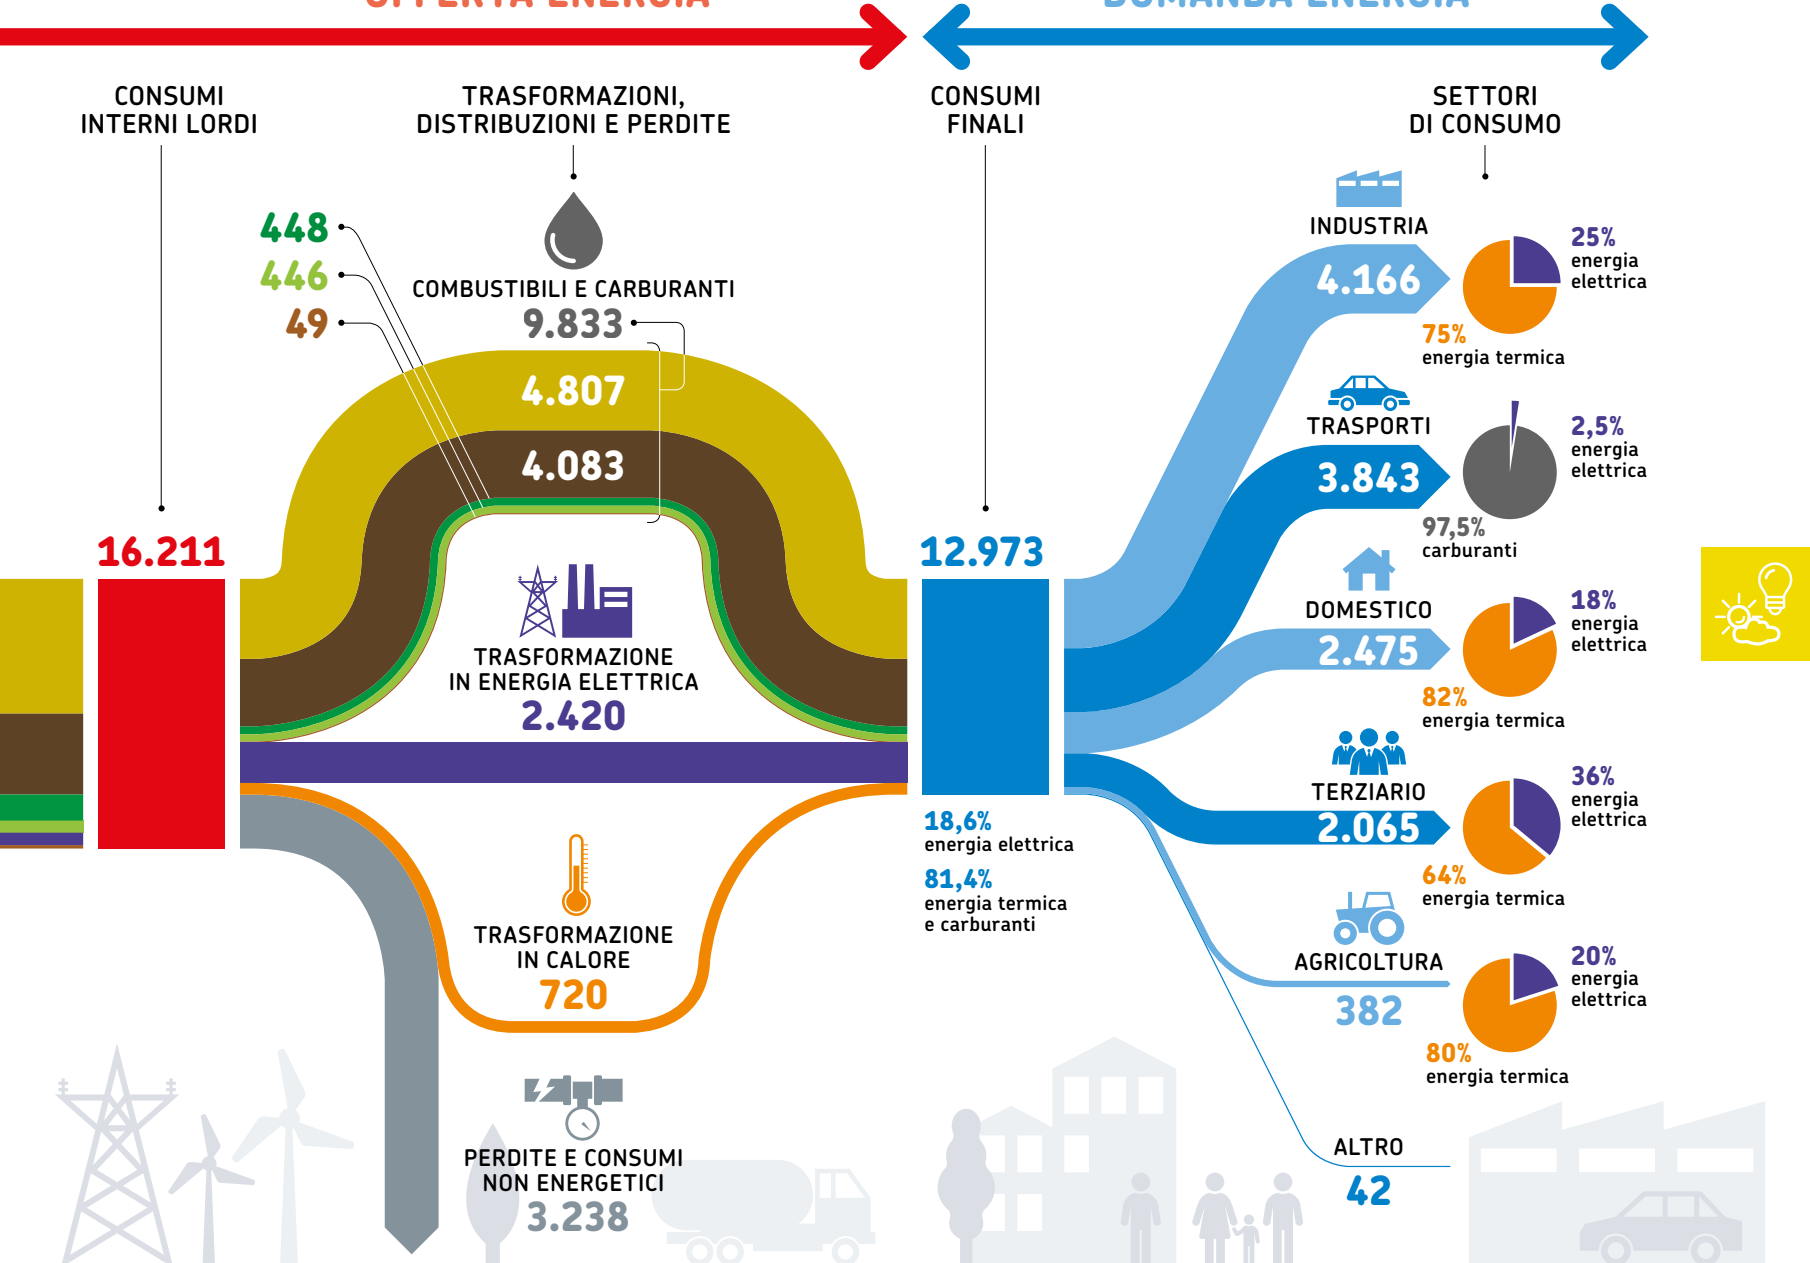 OFFERTA ENERGIA
DOMANDA ENERGIA
CONSUMI
INTERNI LORDI
TRASFORMAZIONI,
DISTRIBUZIONI E PERDITE
CONSUMI
FINALI
SETTORI
DI CONSUMO
448
446
49
COMBUSTIBILI E CARBURANTI
9.833
4.807
4.083
16.211
TRASFORMAZIONE
IN ENERGIA ELETTRICA
2.420
TRASFORMAZIONE
IN CALORE
720
PERDITE E CONSUMI
NON ENERGETICI
3.238
12.973
18,6%
energia elettrica
81,4%
energia termica
e carburanti
INDUSTRIA
4.166
25%
energia
elettrica
75%
energia termica
TRASPORTI
3.843
2,5%
energia
elettrica
97,5%
carburanti
DOMESTICO
2.475
18%
energia
elettrica
82%
energia termica
TERZIARIO
2.065
36%
energia
elettrica
64%
energia termica
AGRICOLTURA
382
20%
energia
elettrica
80%
energia termica
ALTRO
42